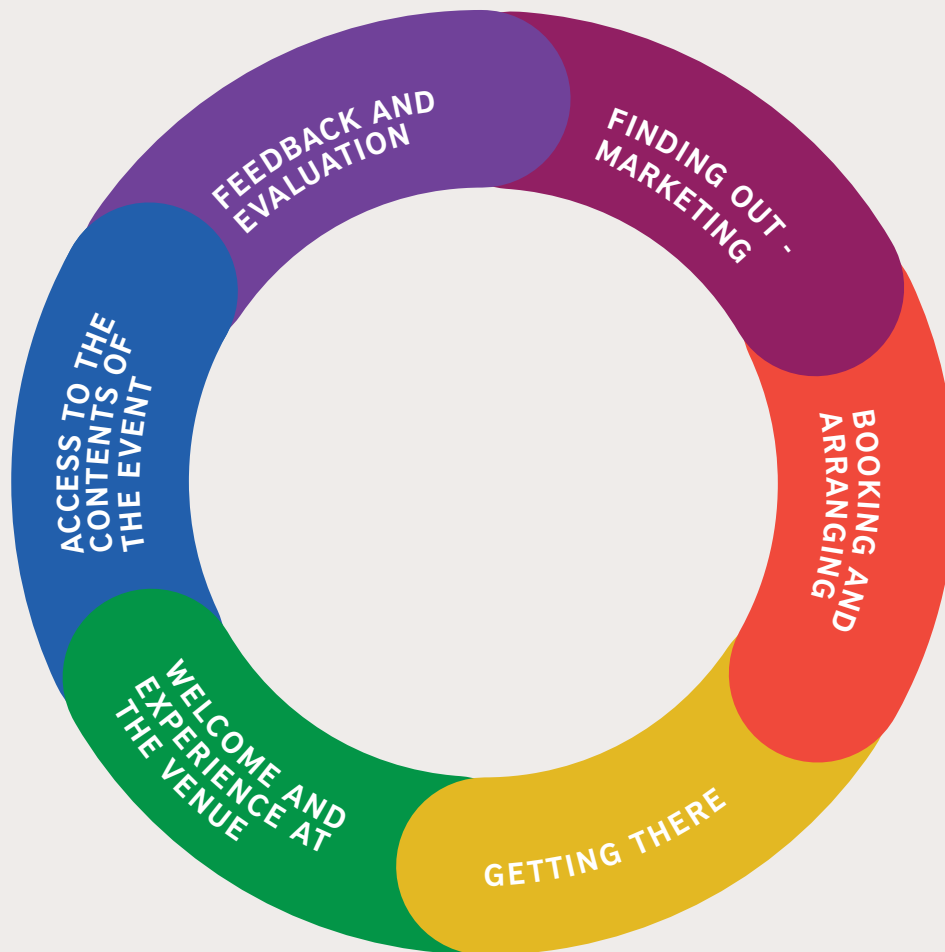 FINDING OUT -
MARKETING
BOOKING AND
ARRANGING
GETTING THERE
WELCOME AND
EXPERIENCE AT
THE VENUE
ACCESS TO THE
CONTENTS OF
THE EVENT
FEEDBACK AND
EVALUATION